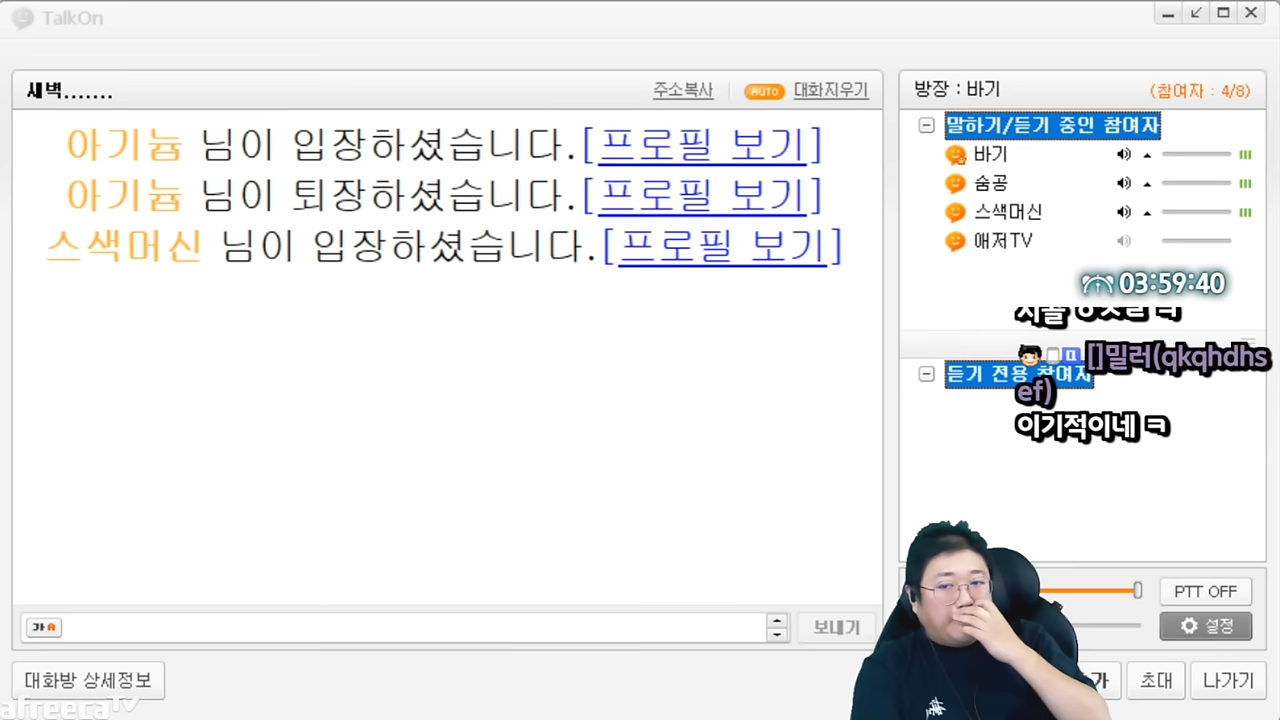 TalkOn
새벽.......
주소복사
AUTO 대화지우기
아기늄 님이 입장하셨습니다.[프로필 보기]
아기늄 님이 퇴장하셨습니다.[프로필 보기]
스색머신 님이 입장하셨습니다.[프로필 보기]
방장 : 바기
(참여자 : 4/8)
말하기/듣기 중인 참여자
바기
숨공
스색머신
애저TV
03:59:40
[]밀러(qkqhdhs
ef)
이기적이네 ㅋ
듣기 전용 참여자
PTT OFF
설정
가가
보내기
대화방 상세정보
초대
나가기
afreecaTV